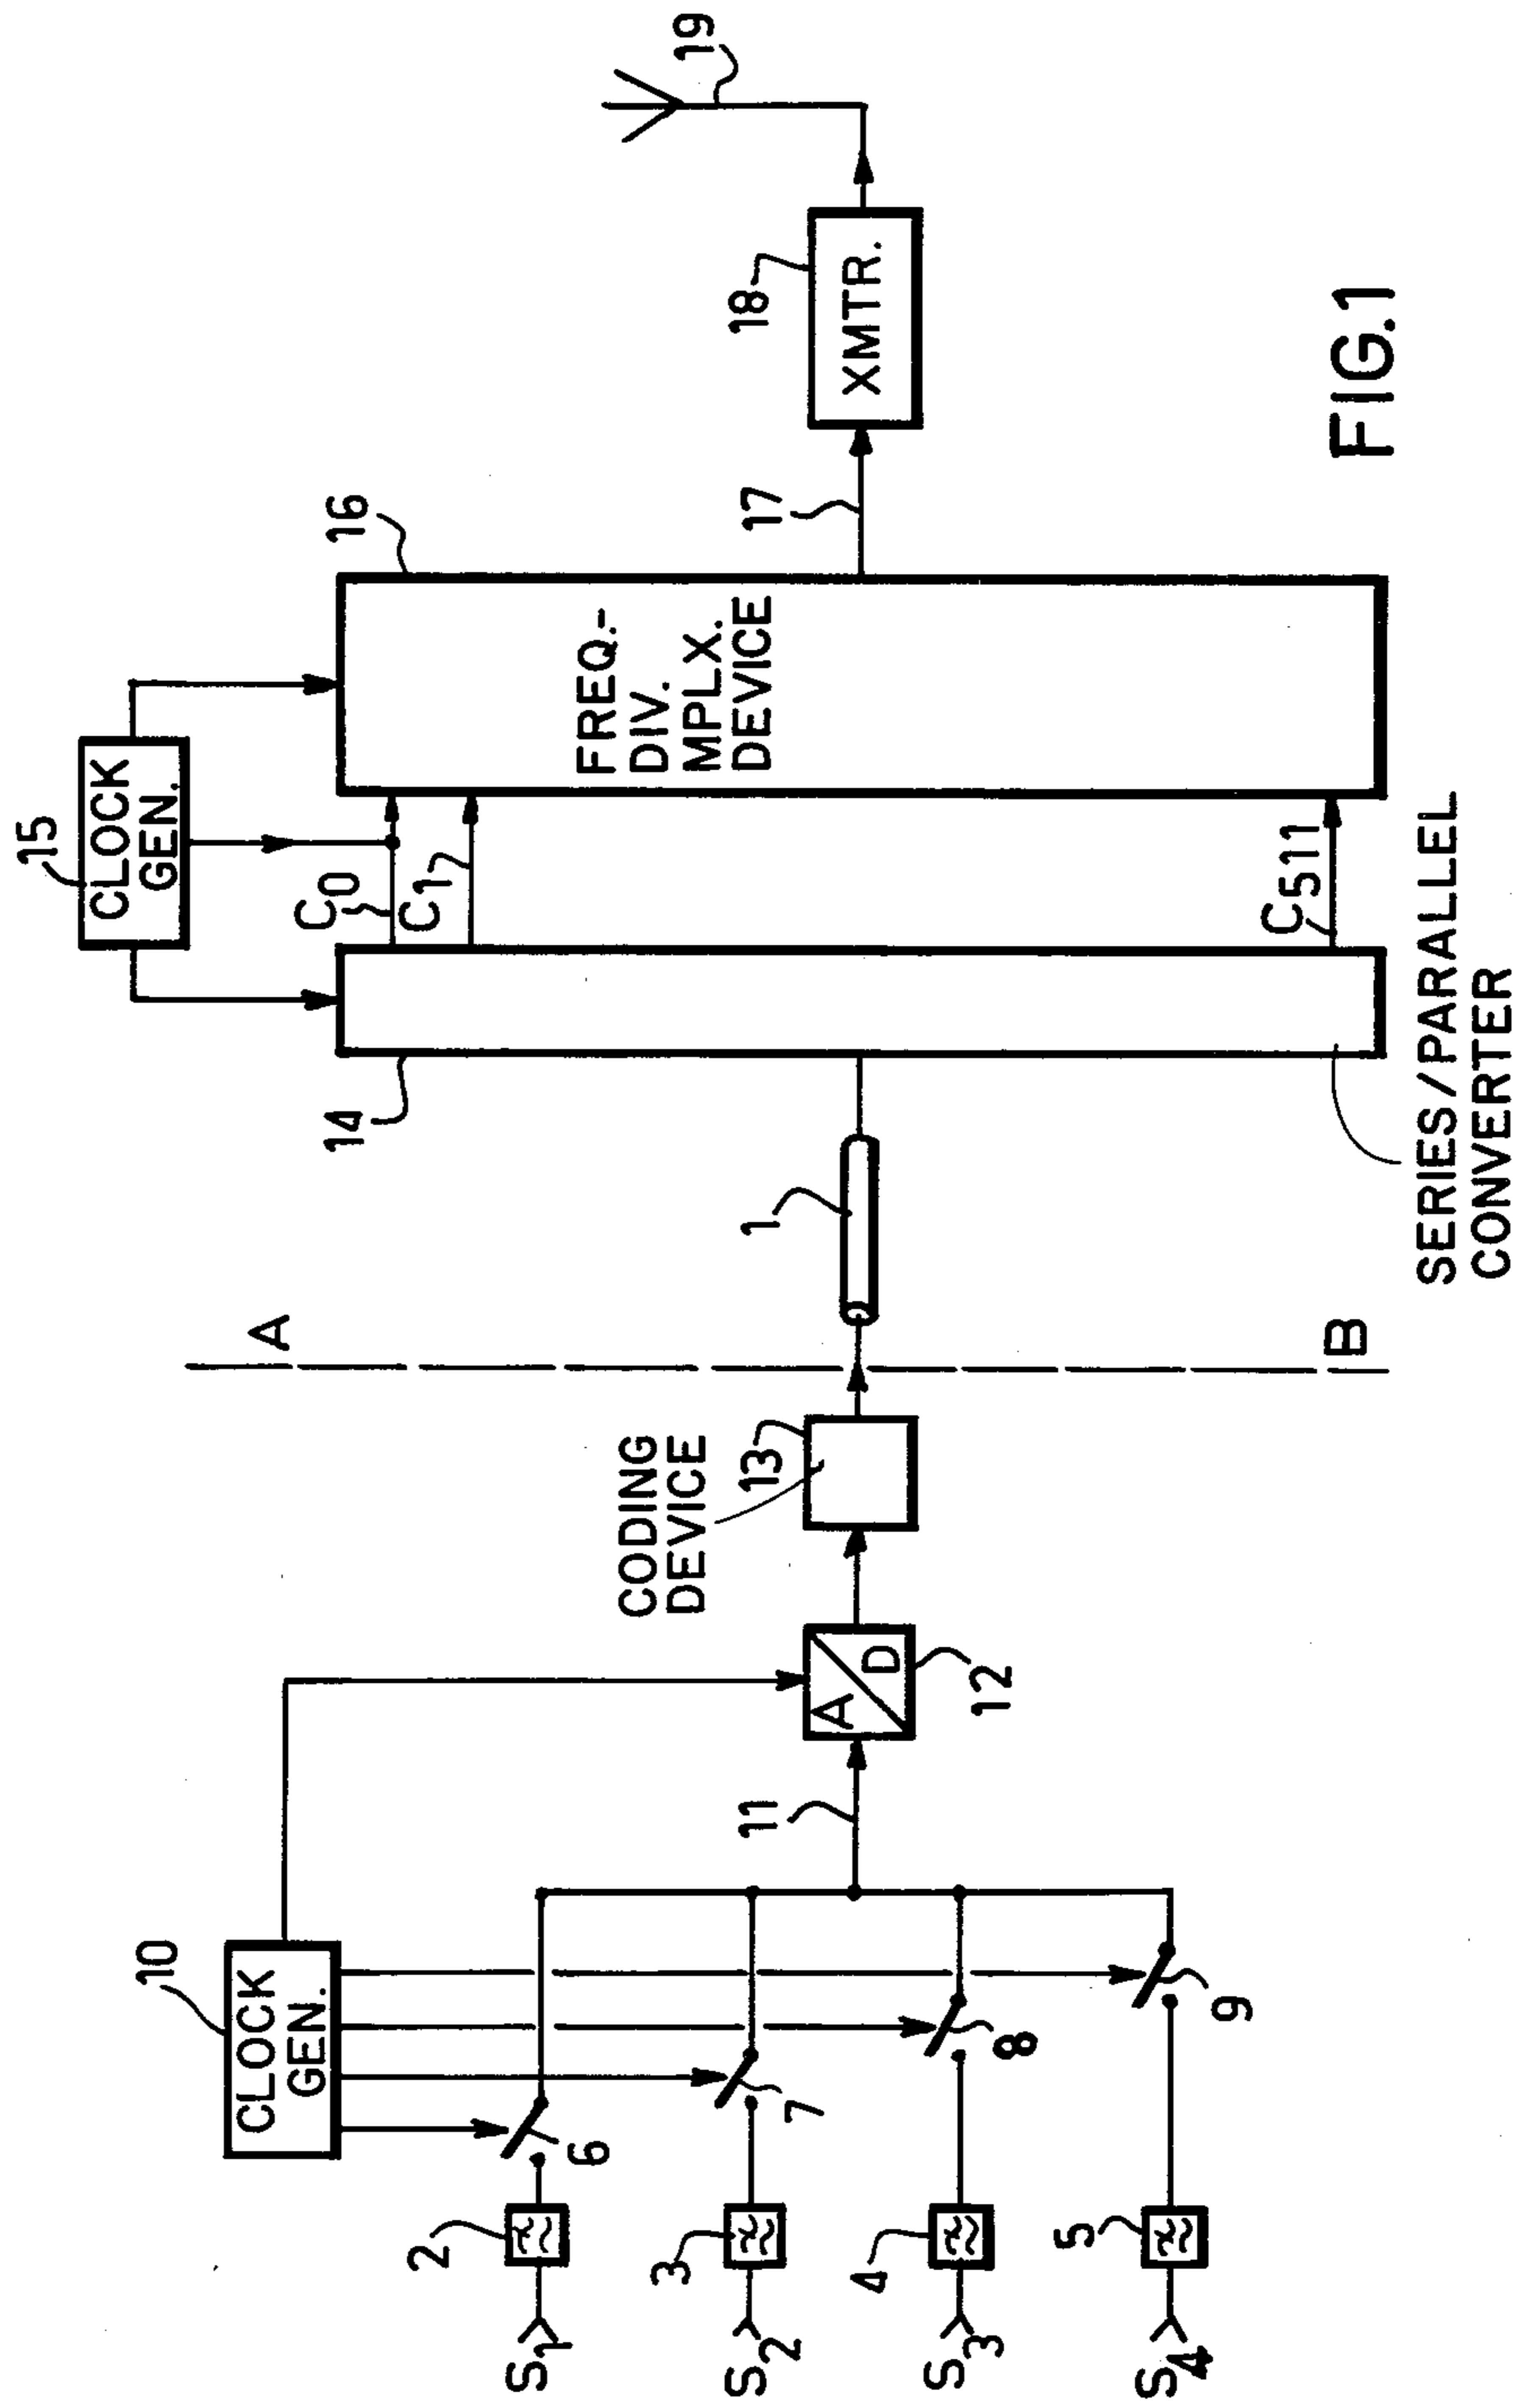 15
CLOCK
GEN.
19
16
18
XMTR.
17
FREQ.-
DIV.
MPLX.
DEVICE
C0
C1
C511
14
1
SERIES/PARALLEL
CONVERTER
A
B
CODING
DEVICE
13
A
D
12
11
10
CLOCK
GEN.
6
7
8
9
2
3
4
5
S1
S2
S3
S4
FIG.1